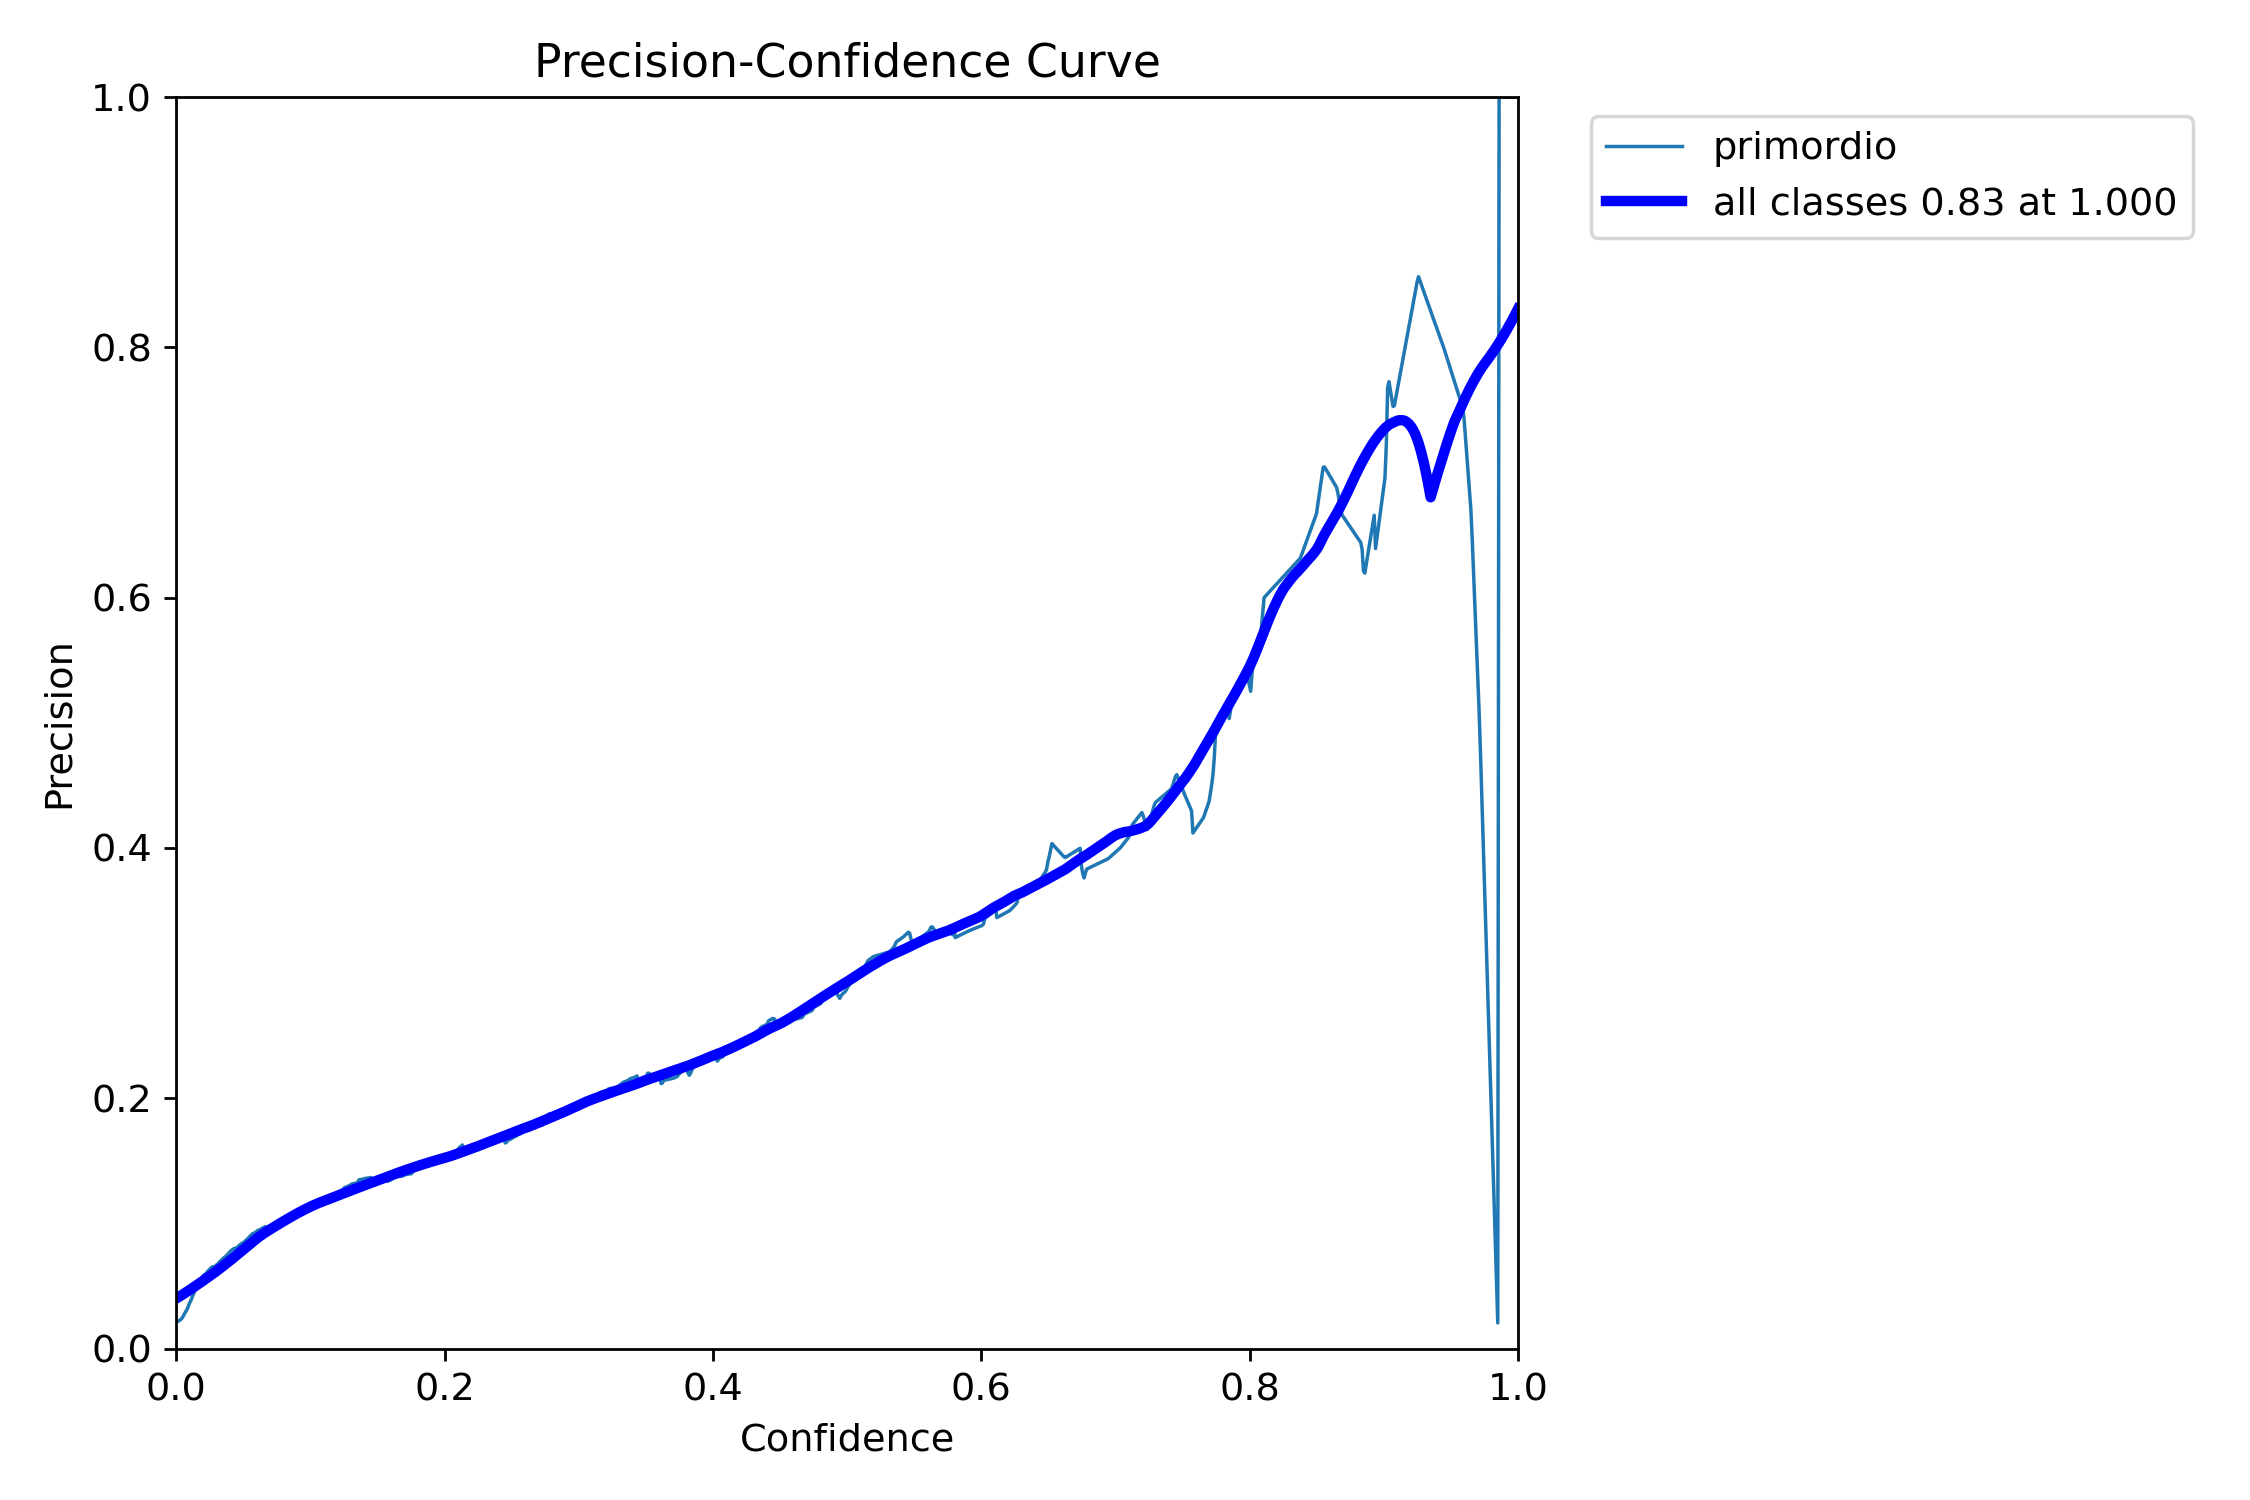 Precision-Confidence Curve
primordio
all classes 0.83 at 1.000
Precision
1.0
0.8
0.6
0.4
0.2
0.0
0.0 0.2 0.4 0.6 0.8 1.0
Confidence